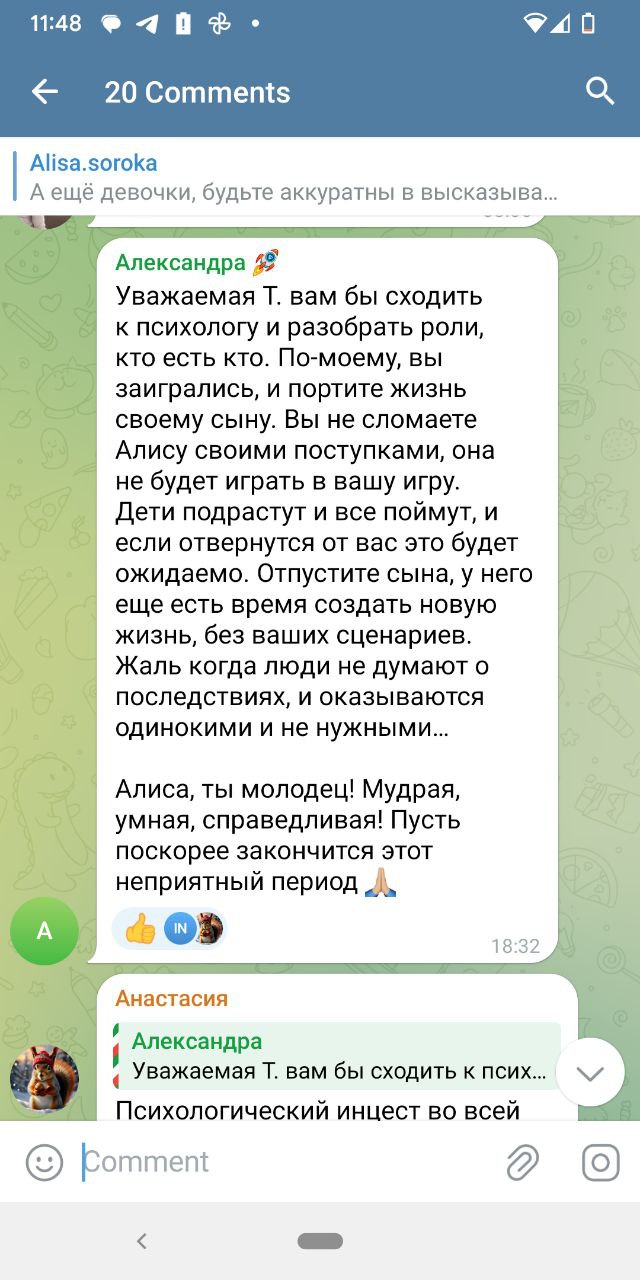 11:48
20 Comments
Alisa.soroka
А ещё девочки, будьте аккуратны в высказыва...
Александра
Уважаемая Т. вам бы сходить
к психологу и разобрать роли,
кто есть кто. По-моему, вы
заигрались, и портите жизнь
своему сыну. Вы не сломаете
Алису своими поступками, она
не будет играть в вашу игру.
Дети подрастут и все поймут, и
если отвернутся от вас это будет
ожидаемо. Отпустите сына, у него
еще есть время создать новую
жизнь, без ваших сценариев.
Жаль когда люди не думают о
последствиях, и оказываются
одинокими и не нужными...
Алиса, ты молодец! Мудрая,
умная, справедливая! Пусть
поскорее закончится этот
неприятный период 🙏🏼
A
IN
18:32
Анастасия
Александра
Уважаемая Т. вам бы сходить к псих...
Психологический инцест во всей
Comment